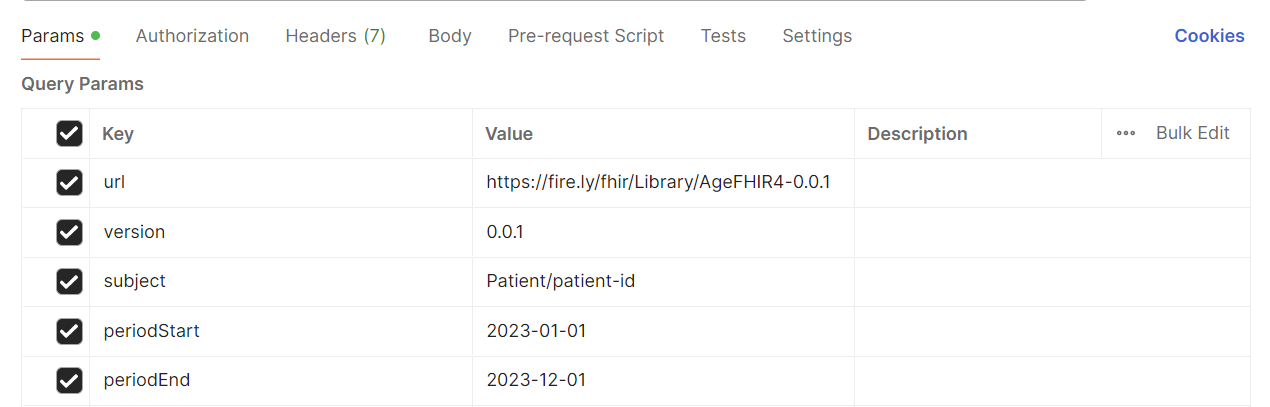 Params Authorization Headers (7) Body Pre-request Script Tests Settings Cookies
Query Params
Key Value Description Bulk Edit
url https://fire.ly/fhir/Library/AgeFHIR4-0.0.1
version 0.0.1
subject Patient/patient-id
periodStart 2023-01-01
periodEnd 2023-12-01